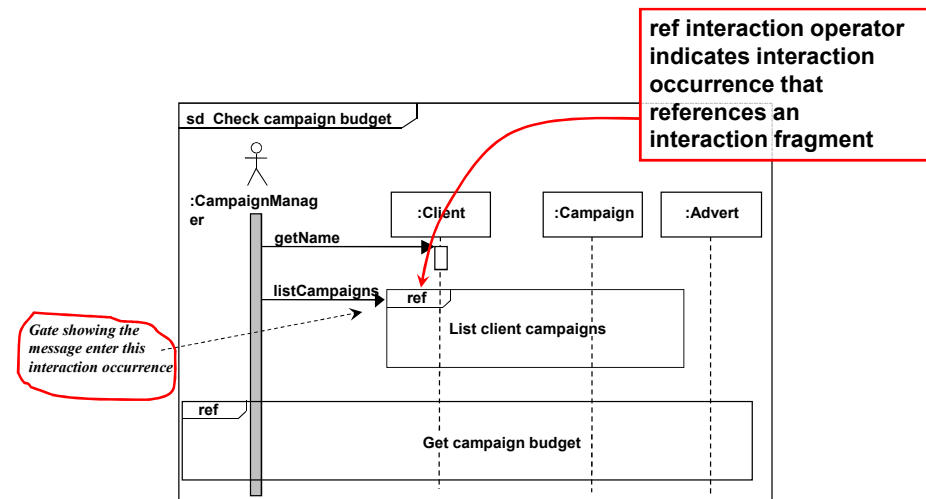 ref interaction operator
indicates interaction
occurrence that
references an
interaction fragment
sd Check campaign budget
:CampaignManag
er
:Client
:Campaign
:Advert
getName
listCampaigns
ref
List client campaigns
Gate showing the
message enter this
interaction occurrence
ref
Get campaign budget